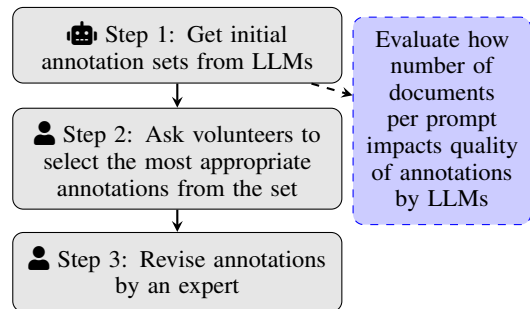 Step 1: Get initial
annotation sets from LLMs
Step 2: Ask volunteers to
select the most appropriate
annotations from the set
Step 3: Revise annotations
by an expert
Evaluate how
number of
documents
per prompt
impacts quality
of annotations
by LLMs